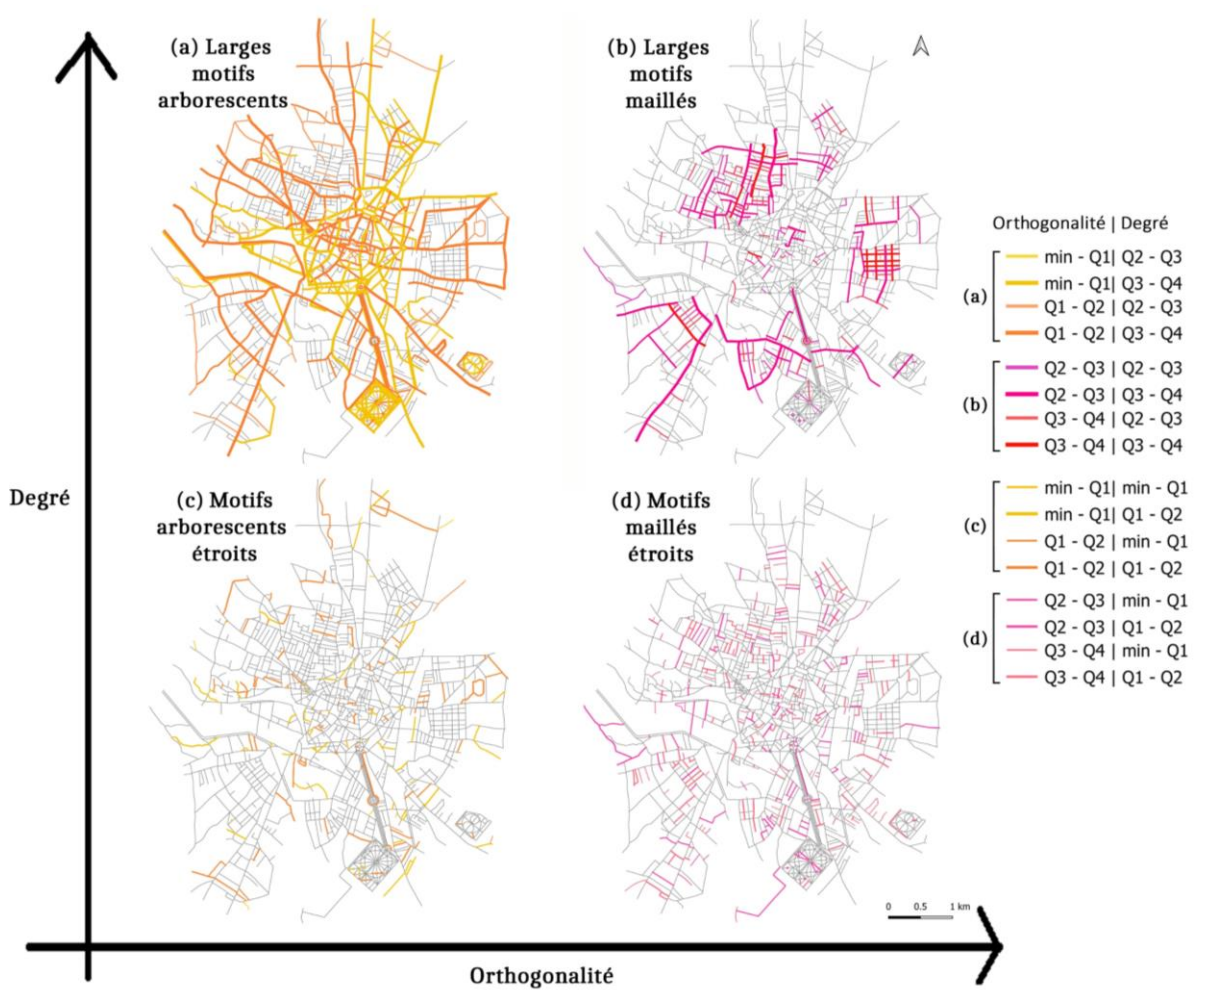 (a) Larges
motifs
arborescents
(b) Larges
motifs
maillés
Orthogonalité | Degré
(a)
min - Q1| Q2 - Q3
min - Q1| Q3 - Q4
Q1 - Q2 | Q2 - Q3
Q1 - Q2 | Q3 - Q4
(b)
Q2 - Q3 | Q2 - Q3
Q2 - Q3 | Q3 - Q4
Q3 - Q4 | Q2 - Q3
Q3 - Q4 | Q3 - Q4
Degré
(c) Motifs
arborescents
étroits
(d) Motifs
maillés
étroits
(c)
min - Q1| min - Q1
min - Q1| Q1 - Q2
Q1 - Q2 | min - Q1
Q1 - Q2 | Q1 - Q2
(d)
Q2 - Q3 | min - Q1
Q2 - Q3 | Q1 - Q2
Q3 - Q4 | min - Q1
Q3 - Q4 | Q1 - Q2
0 0.5 1 km
Orthogonalité